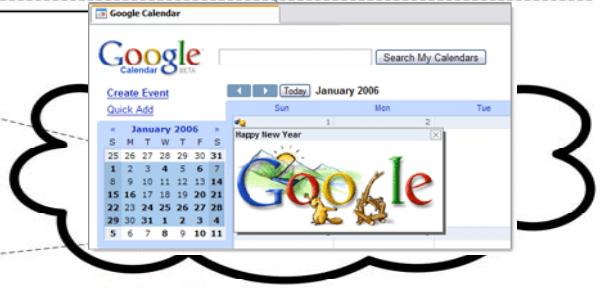 Google Calendar
Google
Calendar BETA
Search My Calendars
Create Event
Quick Add
Today January 2006
Sun Mon Tue
1 2
« January 2006 »
S M T W T F S
25 26 27 28 29 30 31
1 2 3 4 5 6 7
8 9 10 11 12 13 14
15 16 17 18 19 20 21
22 23 24 25 26 27 28
29 30 31 1 2 3 4
5 6 7 8 9 10 11
Happy New Year
Google